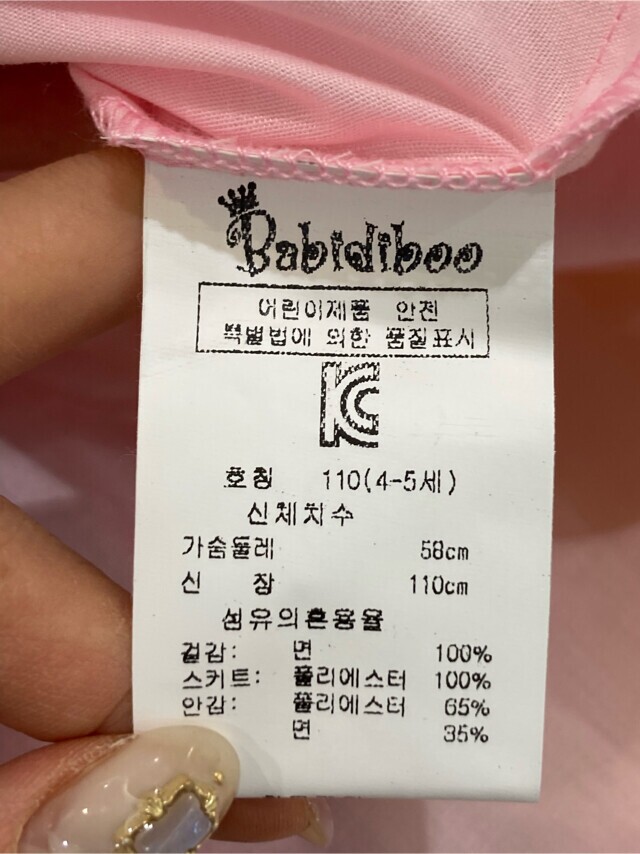 Babidiboo
어린이제품 안전
특별법에 의한 품질표시
KC
호칭 110(4-5세)
신체치수
가슴둘레 58cm
신 장 110cm
섬유의혼용율
겉감: 면 100%
스커트: 폴리에스터 100%
안감: 폴리에스터 65%
면 35%